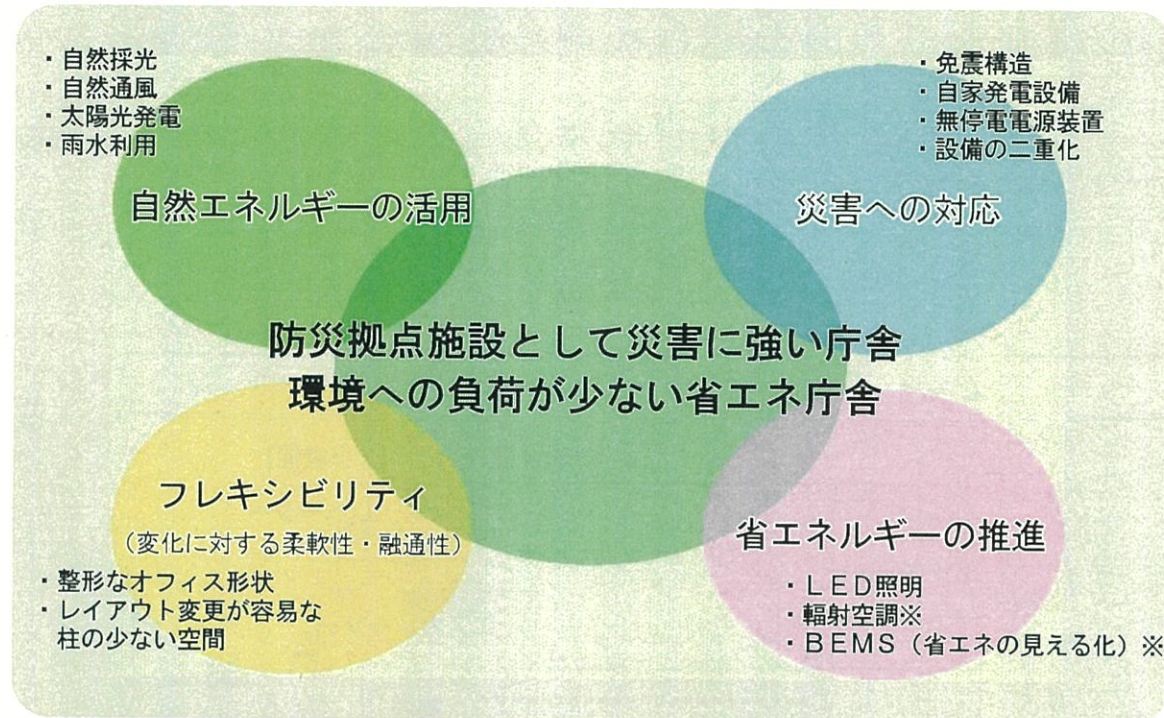 ・自然採光
・自然通風
・太陽光発電
・雨水利用
自然エネルギーの活用
・免震構造
・自家発電設備
・無停電電源装置
・設備の二重化
災害への対応
防災拠点施設として災害に強い庁舎
環境への負荷が少ない省エネ庁舎
フレキシビリティ
(変化に対する柔軟性・融通性)
・整形なオフィス形状
・レイアウト変更が容易な
柱の少ない空間
省エネルギーの推進
・LED照明
・輻射空調※
・BEMS(省エネの見える化)※